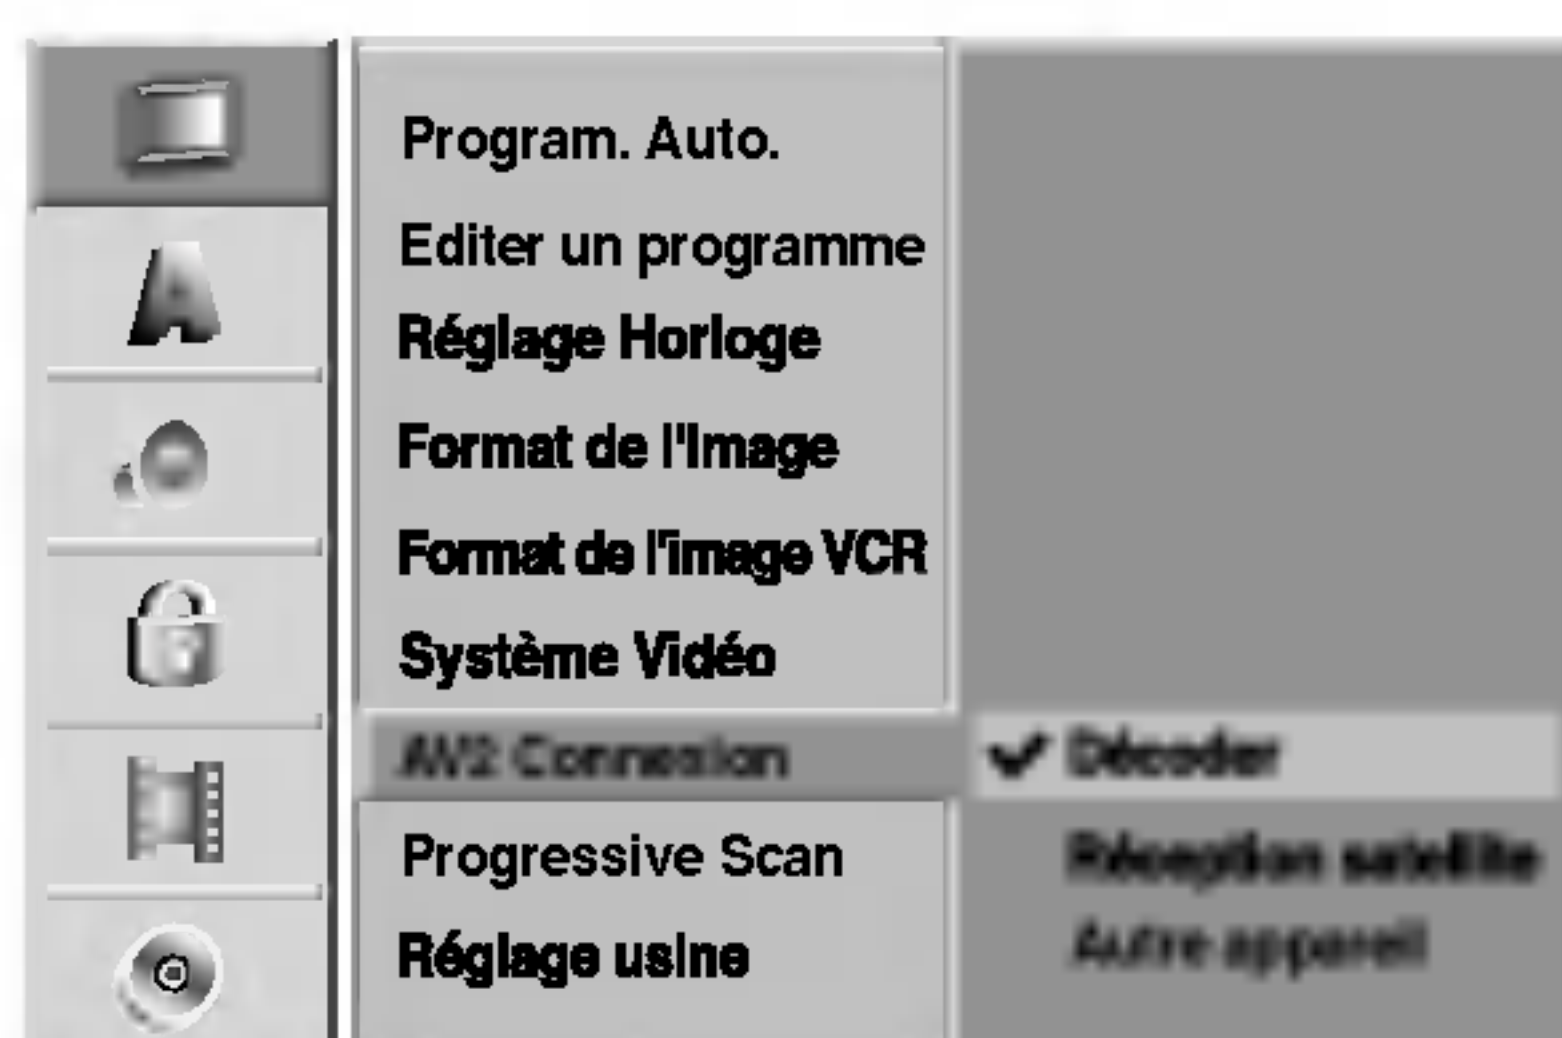 Program. Auto.
Editer un programme
Réglage Horloge
Format de l'Image
Format de l'image VCR
Système Vidéo
AV2 Connexion
Décoder
Progressive Scan
Réception satellite
Réglage usine
Autre appareil